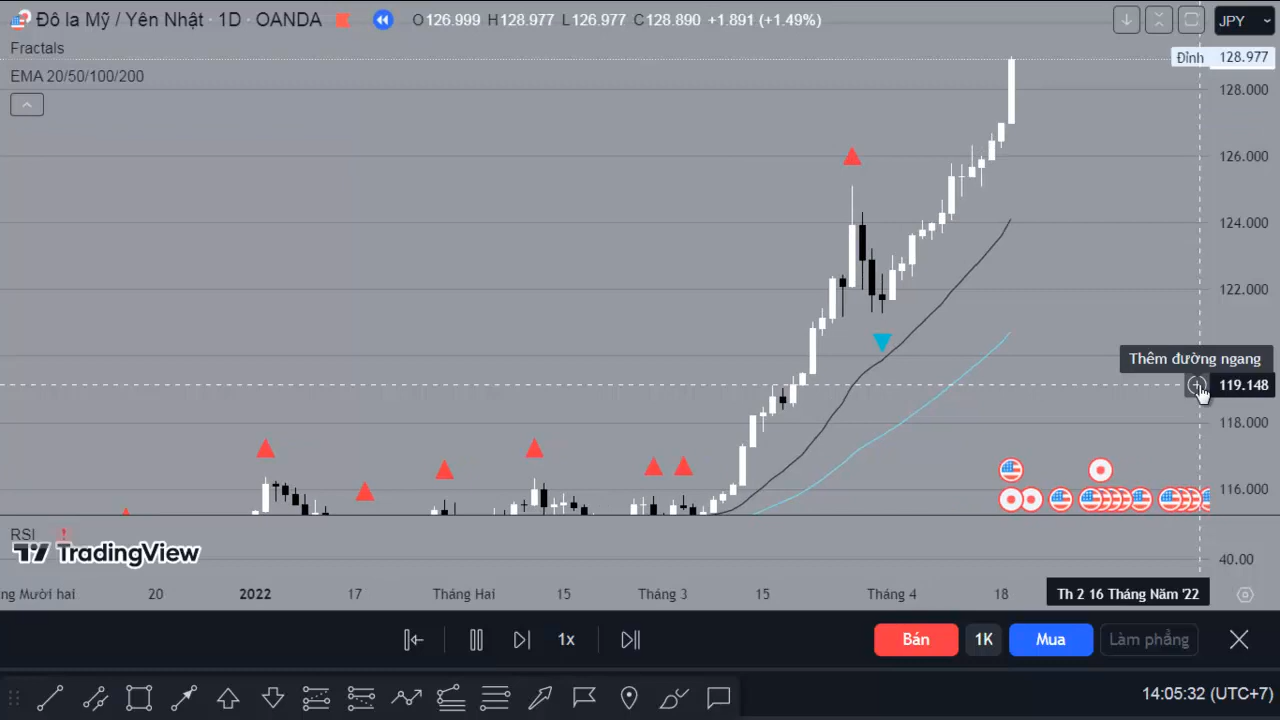 Đô la Mỹ / Yên Nhật · 1D · OANDA O126.999 H128.977 L126.977 C128.890 +1.891 (+1.49%) JPY
Fractals
EMA 20/50/100/200
Đỉnh 128.977
128.000
126.000
124.000
122.000
Thêm đường ngang
119.148
118.000
116.000
RSI
TradingView
40.00
ng Mười hai 20 2022 17 Tháng Hai 15 Tháng 3 15 Tháng 4 18 Th 2 16 Tháng Năm '22
1x Bán 1K Mua Làm phẳng
14:05:32 (UTC+7)